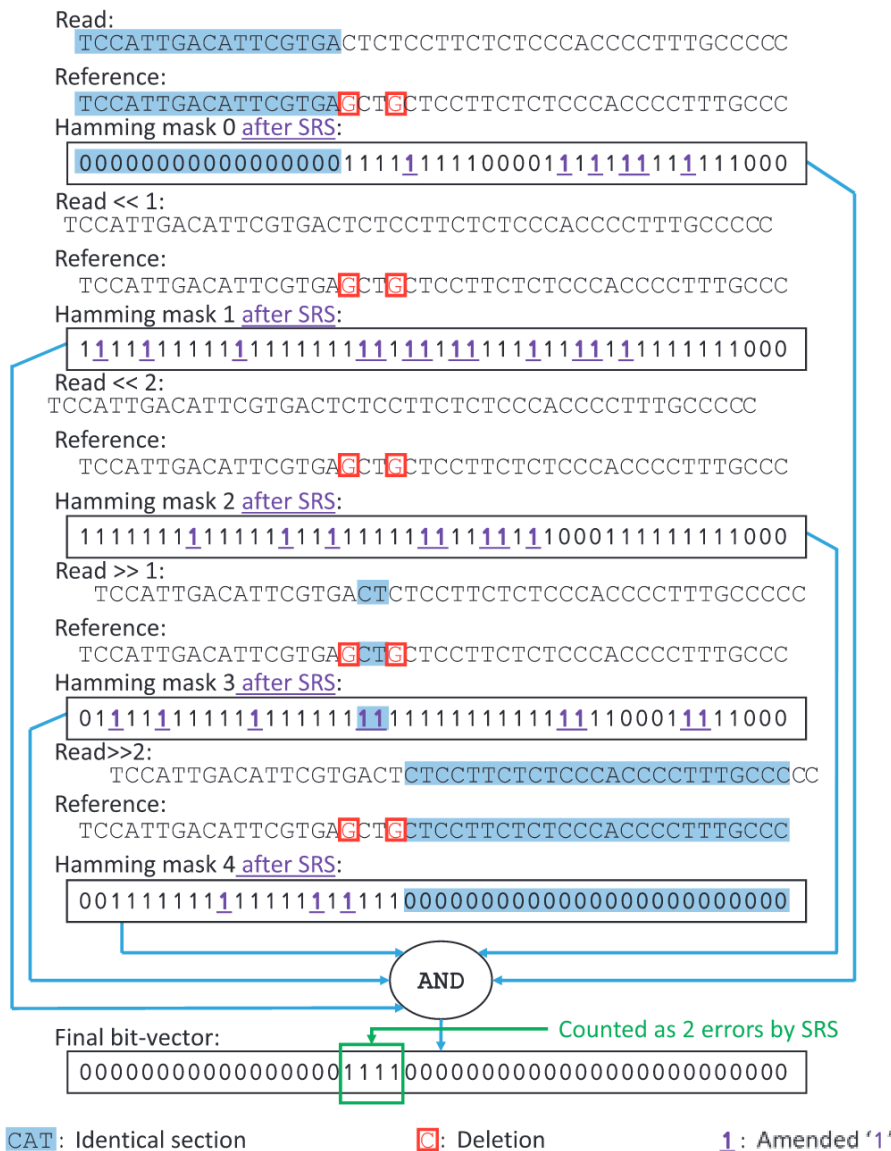 Read:
TCCATTGACATTCGTGACTCTCCTTCTCTCCCACCCCTTTGCCCCC
Reference:
TCCATTGACATTCGTGAGCTGCTCCTTCTCTCCCACCCCTTTGCCC
Hamming mask 0 after SRS:
0000000000000000011111111100001111111111111000
Read << 1:
TCCATTGACATTCGTGACTCTCCTTCTCTCCCACCCCTTTGCCCCC
Reference:
TCCATTGACATTCGTGAGCTGCTCCTTCTCTCCCACCCCTTTGCCC
Hamming mask 1 after SRS:
1111111111111111111111111111111111111111111000
Read << 2:
TCCATTGACATTCGTGACTCTCCTTCTCTCCCACCCCTTTGCCCCC
Reference:
TCCATTGACATTCGTGAGCTGCTCCTTCTCTCCCACCCCTTTGCCC
Hamming mask 2 after SRS:
1111111111111111111111111111111000111111111000
Read >> 1:
TCCATTGACATTCGTGACTCTCCTTCTCTCCCACCCCTTTGCCCCC
Reference:
TCCATTGACATTCGTGAGCTGCTCCTTCTCTCCCACCCCTTTGCCC
Hamming mask 3 after SRS:
0111111111111111111111111111111111100011111000
Read>>2:
TCCATTGACATTCGTGACTCTCCTTCTCTCCCACCCCTTTGCCCCC
Reference:
TCCATTGACATTCGTGAGCTGCTCCTTCTCTCCCACCCCTTTGCCC
Hamming mask 4 after SRS:
0011111111111111111110000000000000000000000000
AND
Final bit-vector:
Counted as 2 errors by SRS
0000000000000000011110000000000000000000000000
CAT : Identical section
C : Deletion
1 : Amended '1'